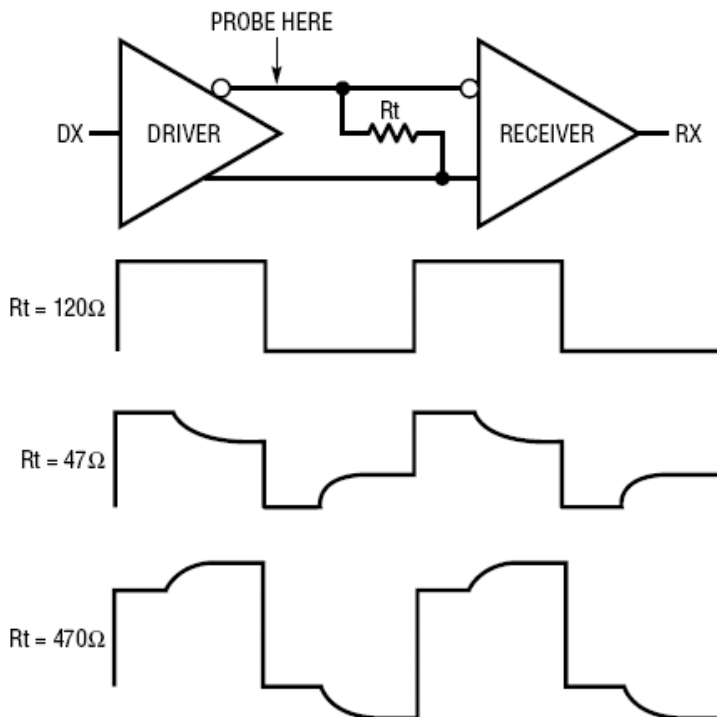 PROBE HERE
Rt
DX
DRIVER
RECEIVER
RX
Rt = 120Ω
Rt = 47Ω
Rt = 470Ω